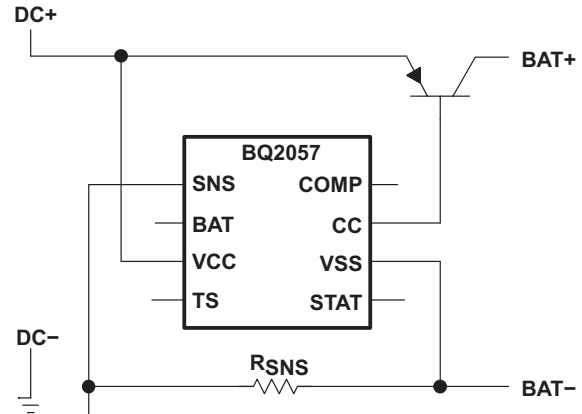 DC+
BAT+
BQ2057
SNS COMP
BAT CC
VCC VSS
TS STAT
DC−
RSNS
BAT−